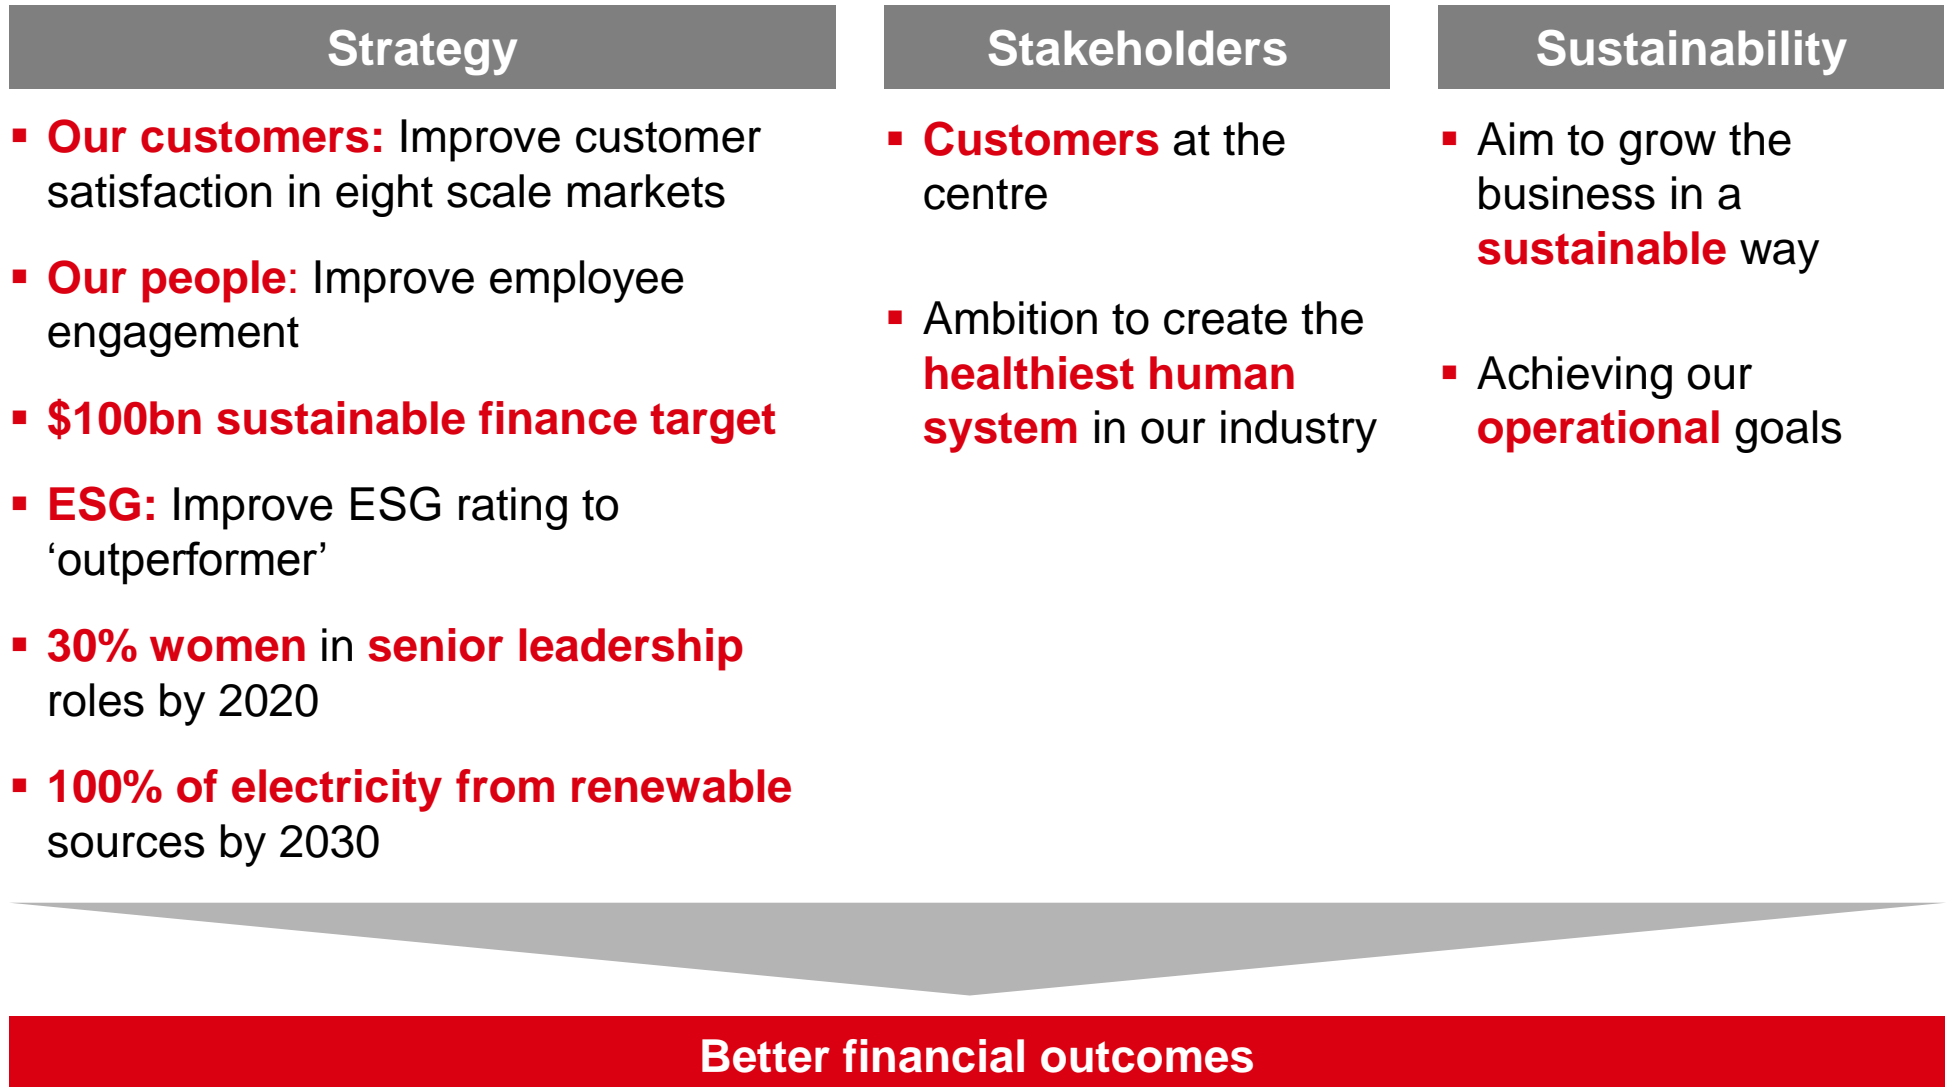 Strategy
▪ Our customers: Improve customer
satisfaction in eight scale markets
▪ Our people: Improve employee
engagement
▪ $100bn sustainable finance target
▪ ESG: Improve ESG rating to
‘outperformer’
▪ 30% women in senior leadership
roles by 2020
▪ 100% of electricity from renewable
sources by 2030
Stakeholders
▪ Customers at the
centre
▪ Ambition to create the
healthiest human
system in our industry
Sustainability
▪ Aim to grow the
business in a
sustainable way
▪ Achieving our
operational goals
Better financial outcomes